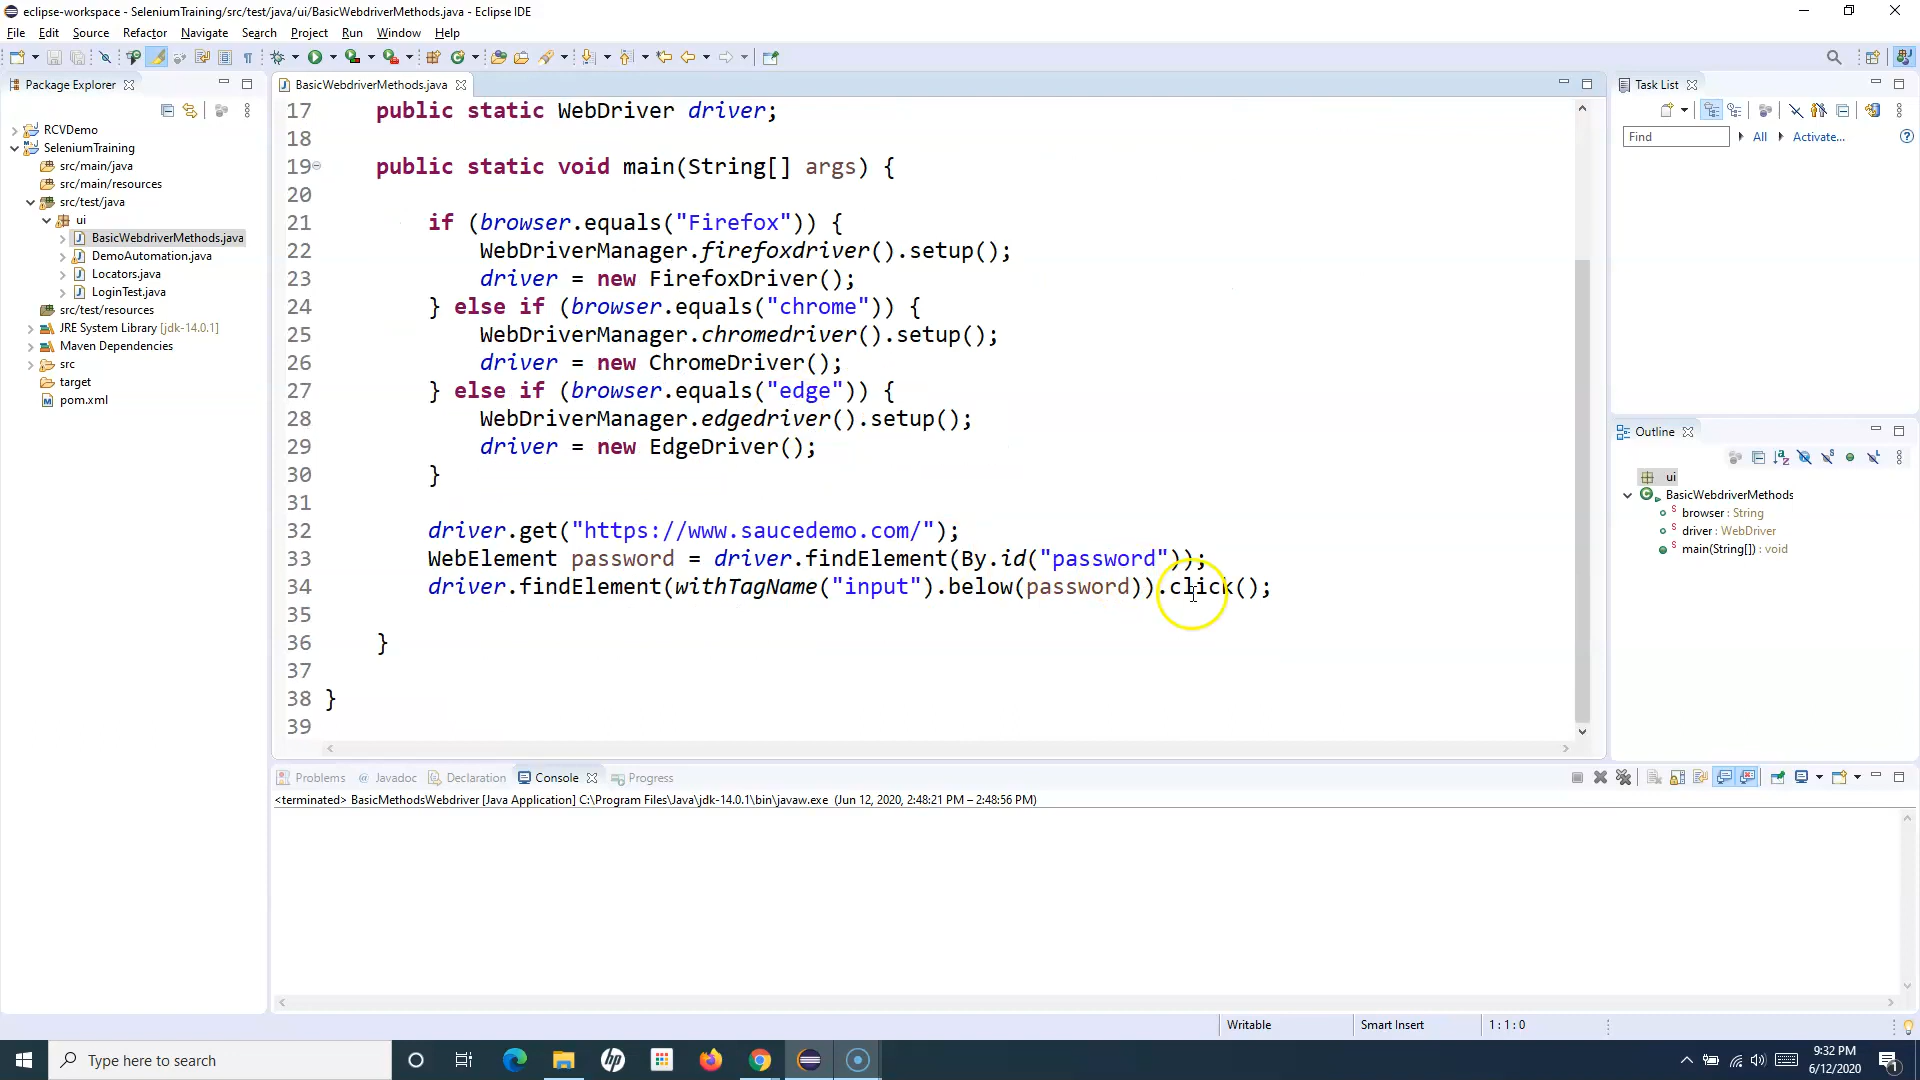 eclipse-workspace - SeleniumTraining/src/test/java/ui/BasicWebdriverMethods.java - Eclipse IDE
File Edit Source Refactor Navigate Search Project Run Window Help
Package Explorer
RCVDemo
SeleniumTraining
src/main/java
src/main/resources
src/test/java
ui
BasicWebdriverMethods.java
DemoAutomation.java
Locators.java
LoginTest.java
src/test/resources
JRE System Library [jdk-14.0.1]
Maven Dependencies
src
target
pom.xml
BasicWebdriverMethods.java
17 public static WebDriver driver;
18
19 public static void main(String[] args) {
20
21 if (browser.equals("Firefox")) {
22 WebDriverManager.firefoxdriver().setup();
23 driver = new FirefoxDriver();
24 } else if (browser.equals("chrome")) {
25 WebDriverManager.chromedriver().setup();
26 driver = new ChromeDriver();
27 } else if (browser.equals("edge")) {
28 WebDriverManager.edgedriver().setup();
29 driver = new EdgeDriver();
30 }
31
32 driver.get("https://www.saucedemo.com/");
33 WebElement password = driver.findElement(By.id("password"));
34 driver.findElement(withTagName("input").below(password)).click();
35
36 }
37
38 }
39
Task List
Find All Activate...
Outline
ui
BasicWebdriverMethods
browser : String
driver : WebDriver
main(String[]) : void
Problems Javadoc Declaration Console Progress
<terminated> BasicMethodsWebdriver [Java Application] C:\Program Files\Java\jdk-14.0.1\bin\javaw.exe (Jun 12, 2020, 2:48:21 PM – 2:48:56 PM)
Writable Smart Insert 1 : 1 : 0
Type here to search
hp
9:32 PM
6/12/2020
1